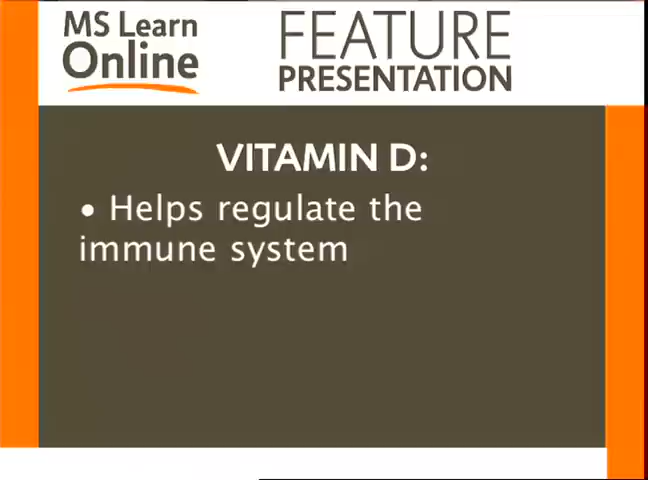 MS Learn
Online
FEATURE
PRESENTATION
VITAMIN D:
• Helps regulate the
immune system